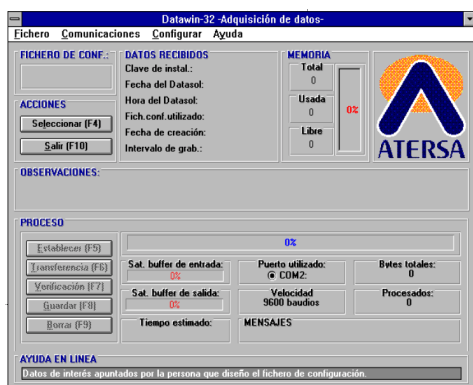 Datawin-32 -Adquisición de datos-
Fichero Comunicaciones Configurar Ayuda
FICHERO DE CONF.:
DATOS RECIBIDOS
Clave de instal.:
Fecha del Datasol:
Hora del Datasol:
Fich.conf.utilizado:
Fecha de creación:
Intervalo de grab.:
MEMORIA
Total
0
Usada
0
Libre
0
0%
ATERSA
ACCIONES
Seleccionar (F4)
Salir (F10)
OBSERVACIONES:
PROCESO
Establecer (F5)
Transferencia (F6)
Verificación (F7)
Guardar (F8)
Borrar (F9)
0%
Sat. buffer de entrada:
0%
Puerto utilizado:
COM2:
Bytes totales:
0
Sat. buffer de salida:
0%
Velocidad
9600 baudios
Procesados:
0
Tiempo estimado:
MENSAJES
AYUDA EN LINEA
Datos de interés apuntados por la persona que diseño el fichero de configuración.